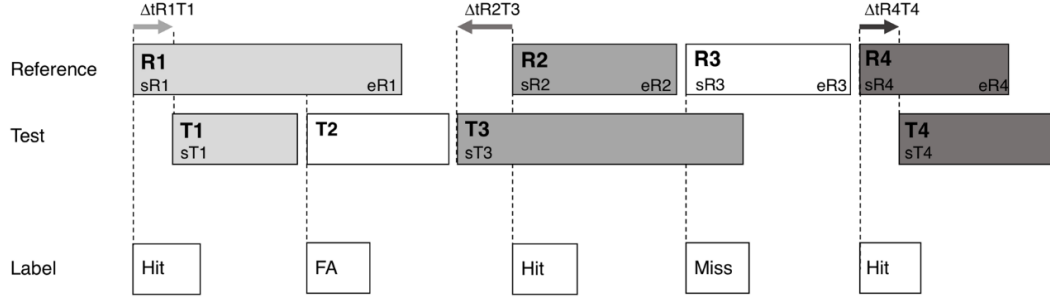 ΔtR1T1 ΔtR2T3 ΔtR4T4
Reference R1 R2 R3 R4
sR1 eR1 sR2 eR2 sR3 eR3 sR4 eR4
Test T1 T2 T3 T4
sT1 sT3 sT4
Label Hit FA Hit Miss Hit